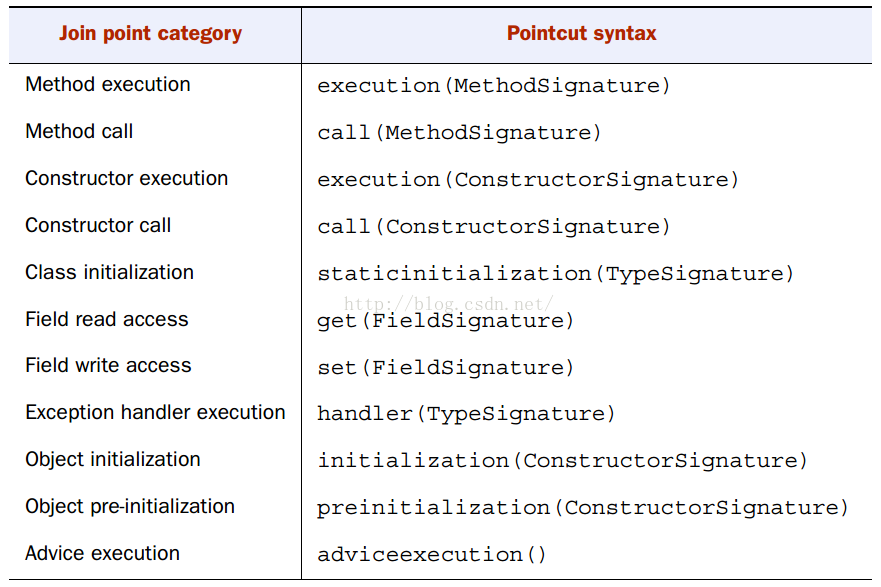 Join point category Pointcut syntax
Method execution execution(MethodSignature)
Method call call(MethodSignature)
Constructor execution execution(ConstructorSignature)
Constructor call call(ConstructorSignature)
Class initialization staticinitialization(TypeSignature)
http://blog.csdn.net/
Field read access get(FieldSignature)
Field write access set(FieldSignature)
Exception handler execution handler(TypeSignature)
Object initialization initialization(ConstructorSignature)
Object pre-initialization preinitialization(ConstructorSignature)
Advice execution adviceexecution()